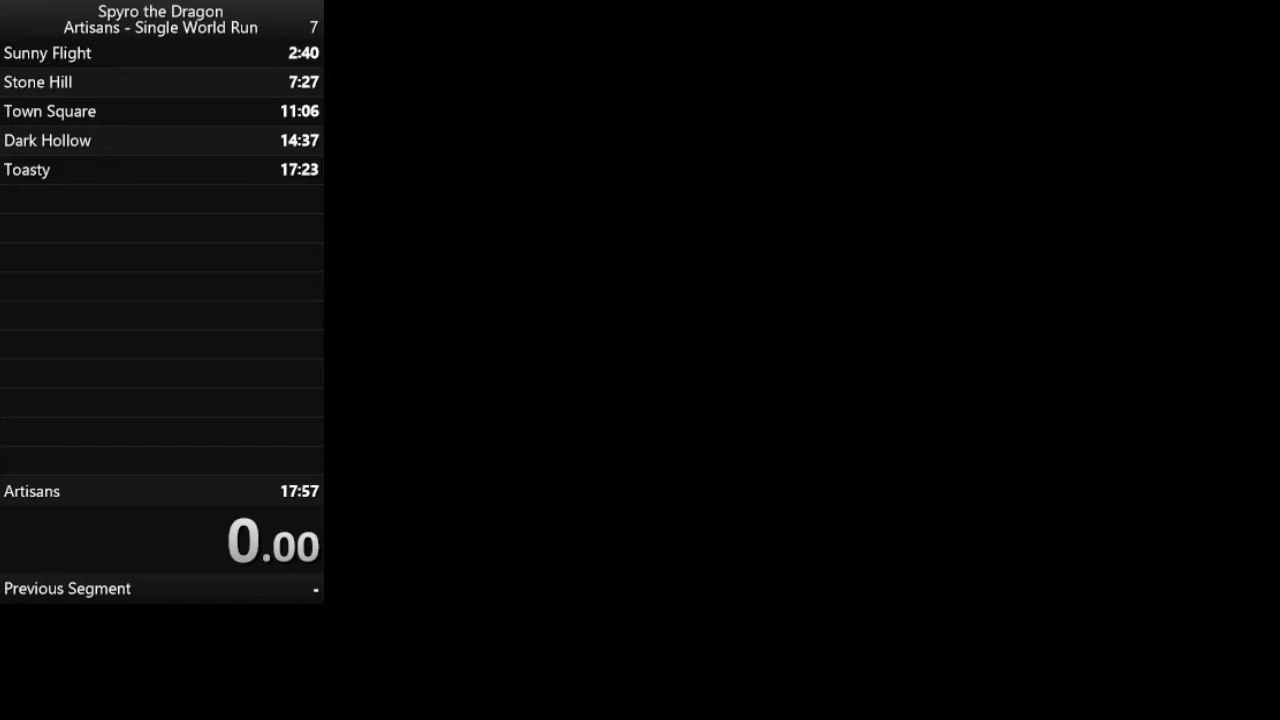 Spyro the Dragon
Artisans - Single World Run 7
Sunny Flight 2:40
Stone Hill 7:27
Town Square 11:06
Dark Hollow 14:37
Toasty 17:23
Artisans 17:57
0.00
Previous Segment -